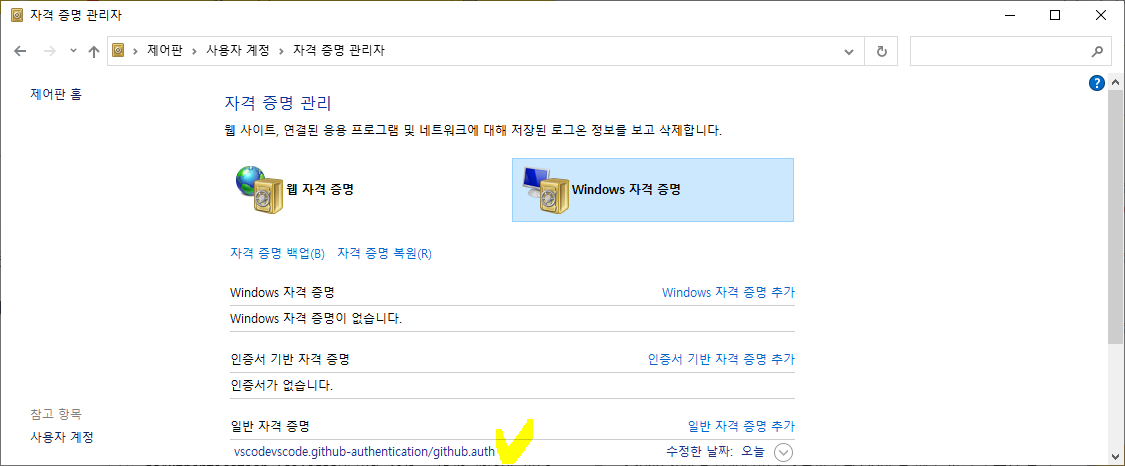 자격 증명 관리자
제어판 > 사용자 계정 > 자격 증명 관리자
제어판 홈
자격 증명 관리
웹 사이트, 연결된 응용 프로그램 및 네트워크에 대해 저장된 로그온 정보를 보고 삭제합니다.
웹 자격 증명 Windows 자격 증명
자격 증명 백업(B) 자격 증명 복원(R)
Windows 자격 증명 Windows 자격 증명 추가
Windows 자격 증명이 없습니다.
인증서 기반 자격 증명 인증서 기반 자격 증명 추가
인증서가 없습니다.
일반 자격 증명 일반 자격 증명 추가
vscodevscode.github-authentication/github.auth 수정한 날짜: 오늘
참고 항목
사용자 계정